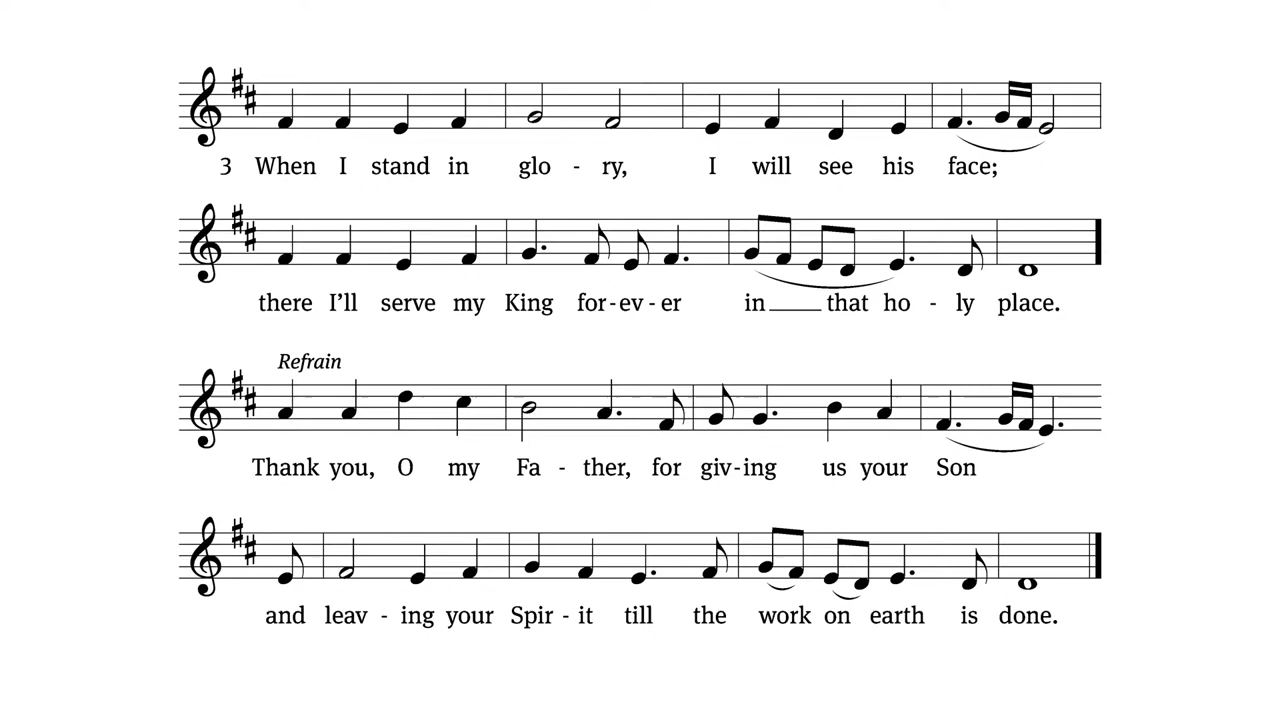 3 When I stand in glo - ry, I will see his face;
there I'll serve my King for - ev - er in that ho - ly place.
Refrain
Thank you, O my Fa - ther, for giv - ing us your Son
and leav - ing your Spir - it till the work on earth is done.